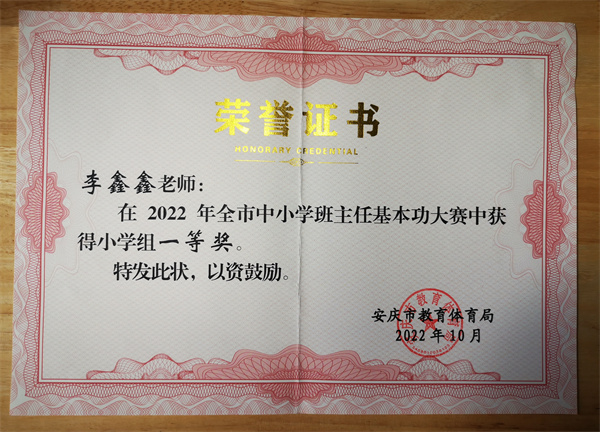 荣誉证书
HONORARY CREDENTIAL
李鑫鑫老师：
在 2022 年全市中小学班主任基本功大赛中获
得小学组一等奖。
特发此状，以资鼓励。
安庆市教育体育局
2022 年 10 月